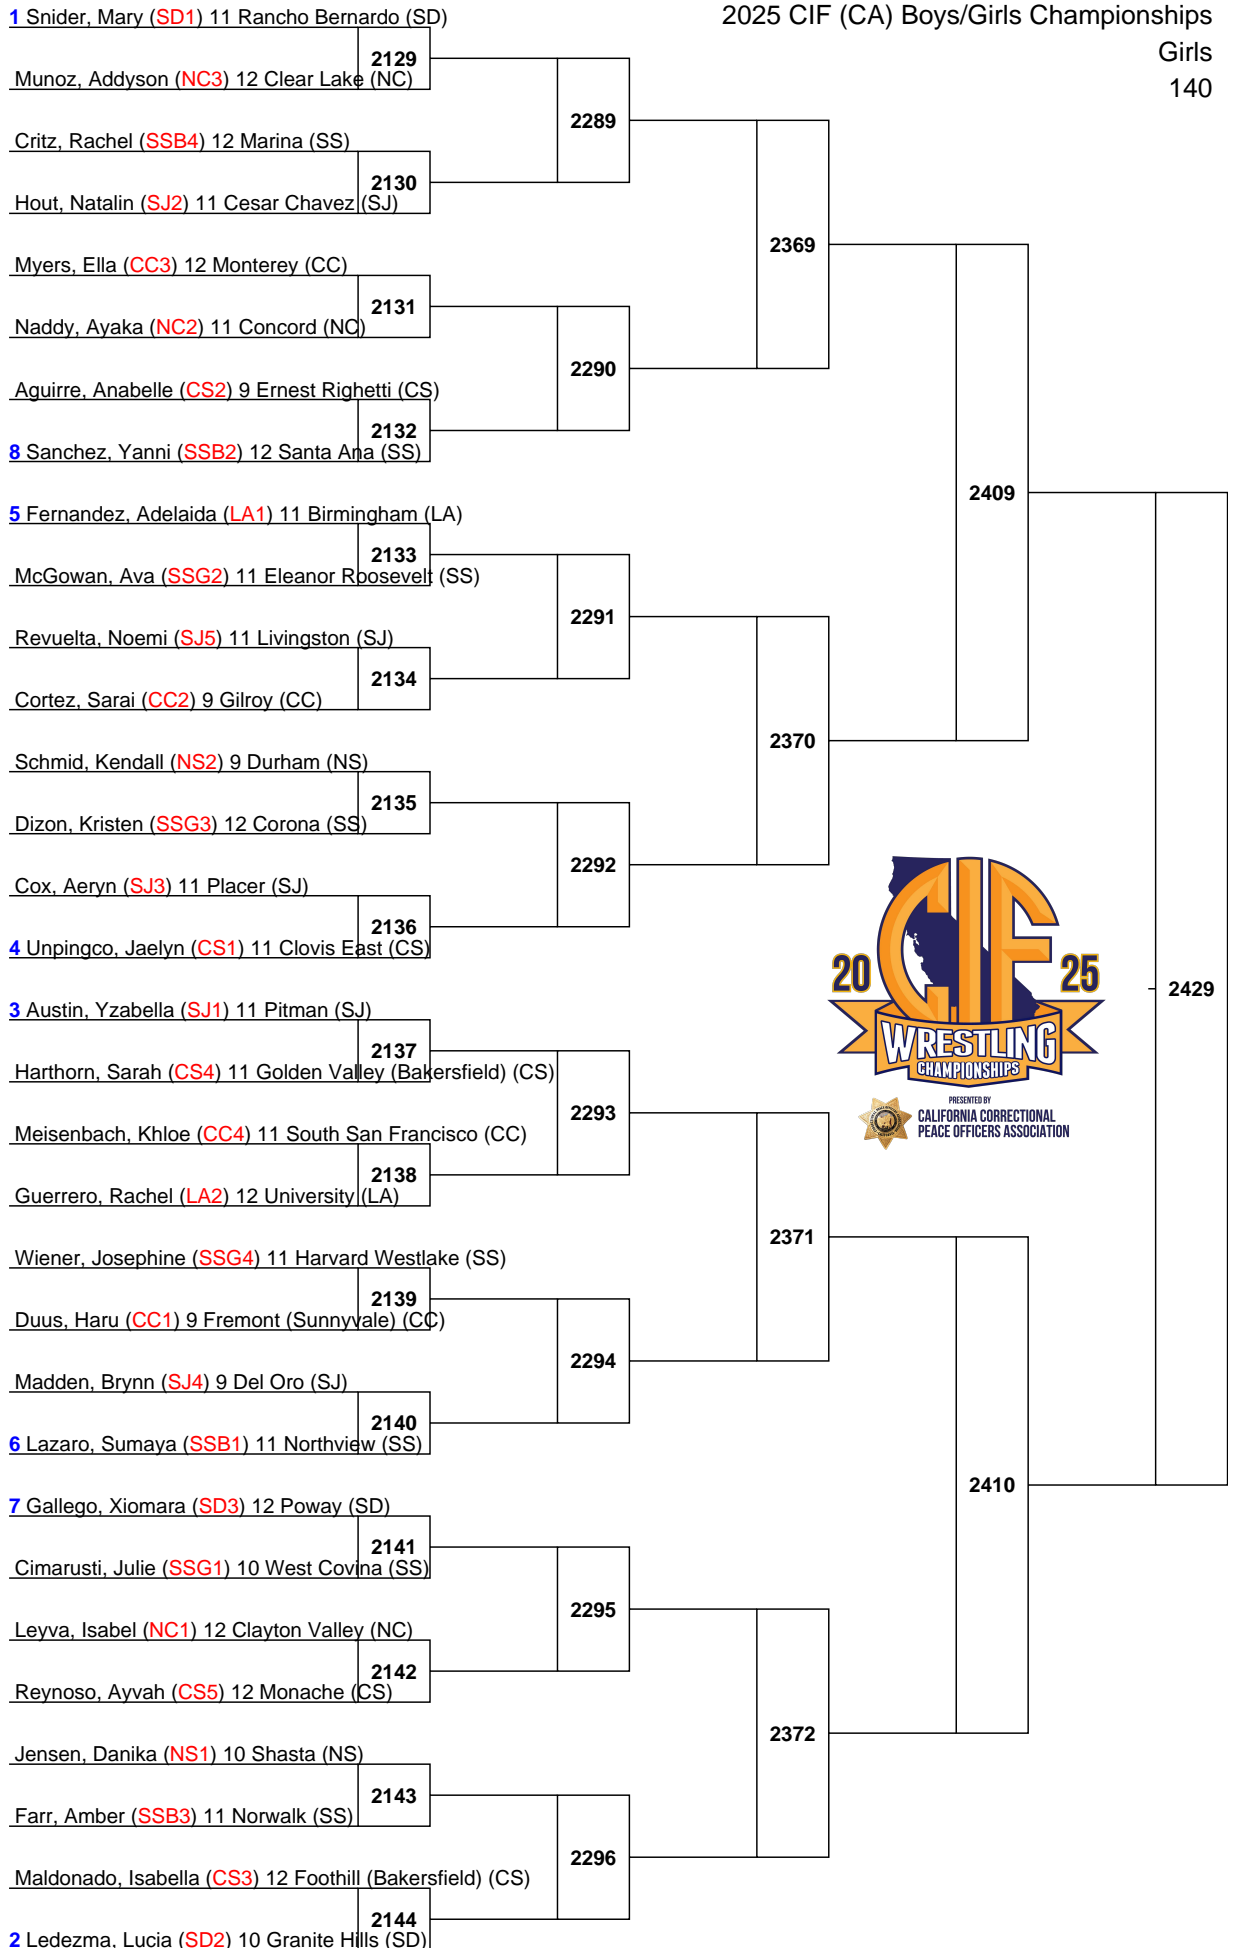 2025 CIF (CA) Boys/Girls Championships
Girls
140
1 Snider, Mary (SD1) 11 Rancho Bernardo (SD)
2129
Munoz, Addyson (NC3) 12 Clear Lake (NC)
2289
Critz, Rachel (SSB4) 12 Marina (SS)
2130
Hout, Natalin (SJ2) 11 Cesar Chavez (SJ)
2369
Myers, Ella (CC3) 12 Monterey (CC)
2131
Naddy, Ayaka (NC2) 11 Concord (NC)
2290
Aguirre, Anabelle (CS2) 9 Ernest Righetti (CS)
2132
8 Sanchez, Yanni (SSB2) 12 Santa Ana (SS)
2409
5 Fernandez, Adelaida (LA1) 11 Birmingham (LA)
2133
McGowan, Ava (SSG2) 11 Eleanor Roosevelt (SS)
2291
Revuelta, Noemi (SJ5) 11 Livingston (SJ)
2134
Cortez, Sarai (CC2) 9 Gilroy (CC)
2370
Schmid, Kendall (NS2) 9 Durham (NS)
2135
Dizon, Kristen (SSG3) 12 Corona (SS)
2292
Cox, Aeryn (SJ3) 11 Placer (SJ)
2136
4 Unpingco, Jaelyn (CS1) 11 Clovis East (CS)
20 CIF 25
WRESTLING
CHAMPIONSHIPS
PRESENTED BY
CALIFORNIA CORRECTIONAL
PEACE OFFICERS ASSOCIATION
2429
3 Austin, Yzabella (SJ1) 11 Pitman (SJ)
2137
Harthorn, Sarah (CS4) 11 Golden Valley (Bakersfield) (CS)
2293
Meisenbach, Khloe (CC4) 11 South San Francisco (CC)
2138
Guerrero, Rachel (LA2) 12 University (LA)
2371
Wiener, Josephine (SSG4) 11 Harvard Westlake (SS)
2139
Duus, Haru (CC1) 9 Fremont (Sunnyvale) (CC)
2294
Madden, Brynn (SJ4) 9 Del Oro (SJ)
2140
6 Lazaro, Sumaya (SSB1) 11 Northview (SS)
2410
7 Gallego, Xiomara (SD3) 12 Poway (SD)
2141
Cimarusti, Julie (SSG1) 10 West Covina (SS)
2295
Leyva, Isabel (NC1) 12 Clayton Valley (NC)
2142
Reynoso, Ayvah (CS5) 12 Monache (CS)
2372
Jensen, Danika (NS1) 10 Shasta (NS)
2143
Farr, Amber (SSB3) 11 Norwalk (SS)
2296
Maldonado, Isabella (CS3) 12 Foothill (Bakersfield) (CS)
2144
2 Ledezma, Lucia (SD2) 10 Granite Hills (SD)